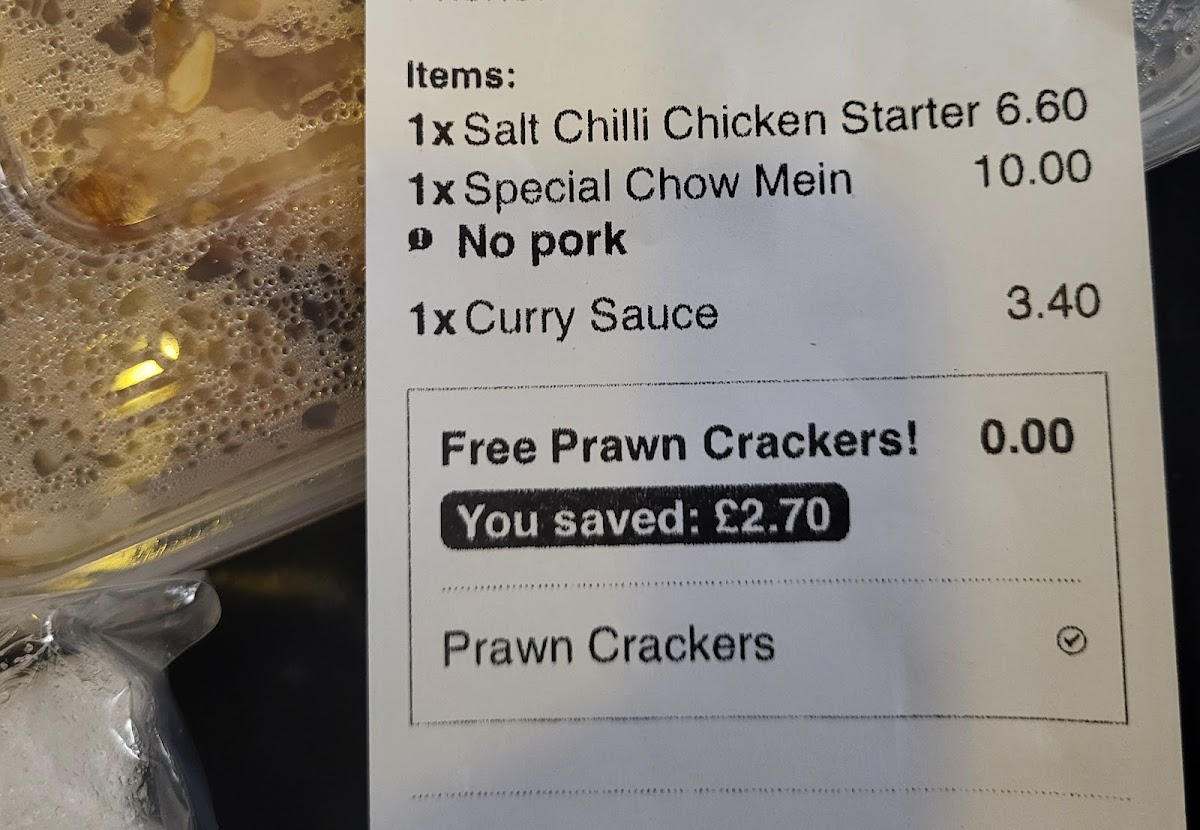 Items:
1x Salt Chilli Chicken Starter 6.60
1x Special Chow Mein 10.00
No pork
1x Curry Sauce 3.40
Free Prawn Crackers! 0.00
You saved: £2.70
Prawn Crackers